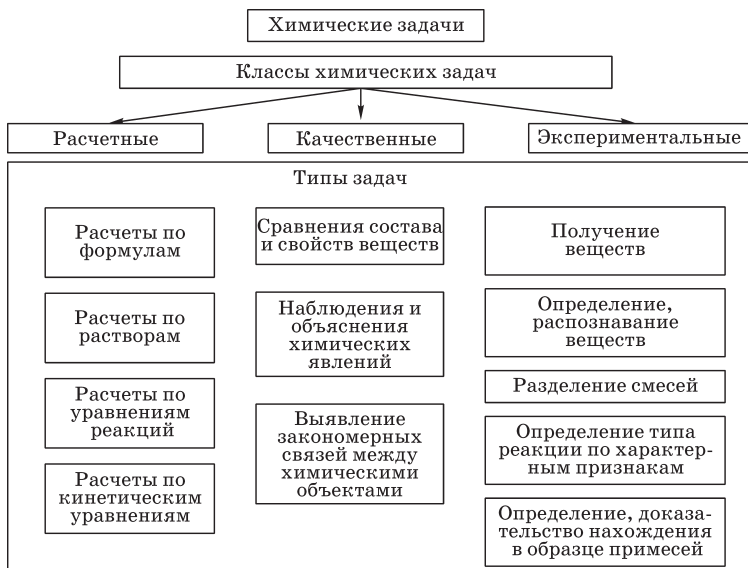 Химические задачи
Классы химических задач
Расчетные
Качественные
Экспериментальные
Типы задач
Расчеты по
формулам
Расчеты по
растворам
Расчеты по
уравнениям
реакций
Расчеты по
кинетическим
уравнениям
Сравнения состава
и свойств веществ
Наблюдения и
объяснения
химических
явлений
Выявление
закономерных
связей между
химическими
объектами
Получение
веществ
Определение,
распознавание
веществ
Разделение смесей
Определение типа
реакции по характер-
ным признакам
Определение, доказа-
тельство нахождения
в образце примесей